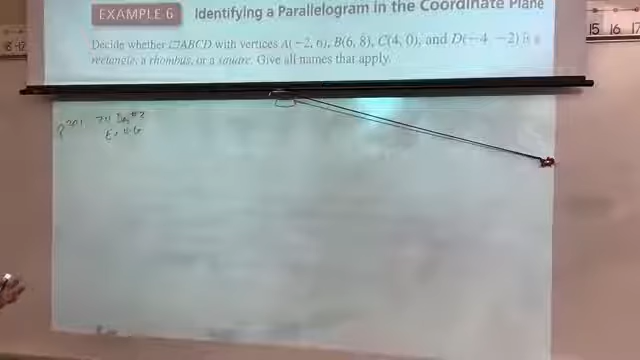 EXAMPLE 6 Identifying a Parallelogram in the Coordinate Plane
Decide whether ▱ABCD with vertices A(−2, 6), B(6, 8), C(4, 0), and D(−4, −2) is a
rectangle, a rhombus, or a square. Give all names that apply.
15 16 17